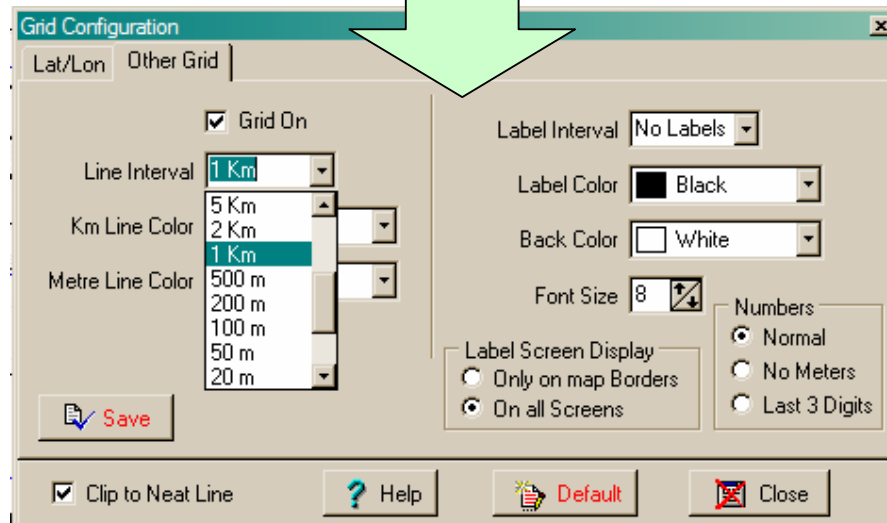 Grid Configuration
Lat/Lon Other Grid
Grid On
Line Interval 1 Km
5 Km
2 Km
1 Km
500 m
200 m
100 m
50 m
20 m
Km Line Color
Metre Line Color
Save
Label Interval No Labels
Label Color Black
Back Color White
Font Size 8
Label Screen Display
Only on map Borders
On all Screens
Numbers
Normal
No Meters
Last 3 Digits
Clip to Neat Line
? Help
Default
Close